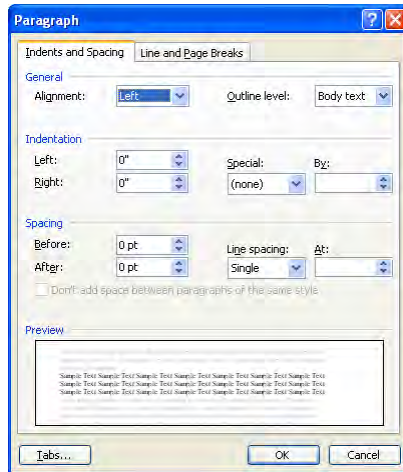 Paragraph
Indents and Spacing Line and Page Breaks
General
Alignment: Left Outline level: Body text
Indentation
Left: 0" Special: By:
Right: 0" (none)
Spacing
Before: 0 pt Line spacing: At:
After: 0 pt Single
Don't add space between paragraphs of the same style
Preview
Sample Text Sample Text Sample Text Sample Text Sample Text Sample Text Sample Text
Sample Text Sample Text Sample Text Sample Text Sample Text Sample Text Sample Text
Sample Text Sample Text Sample Text Sample Text Sample Text Sample Text Sample Text
Tabs... OK Cancel